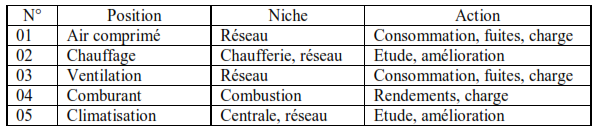 N° Position Niche Action
01 Air comprimé Réseau Consommation, fuites, charge
02 Chauffage Chaufferie, réseau Etude, amélioration
03 Ventilation Réseau Consommation, fuites, charge
04 Comburant Combustion Rendements, charge
05 Climatisation Centrale, réseau Etude, amélioration